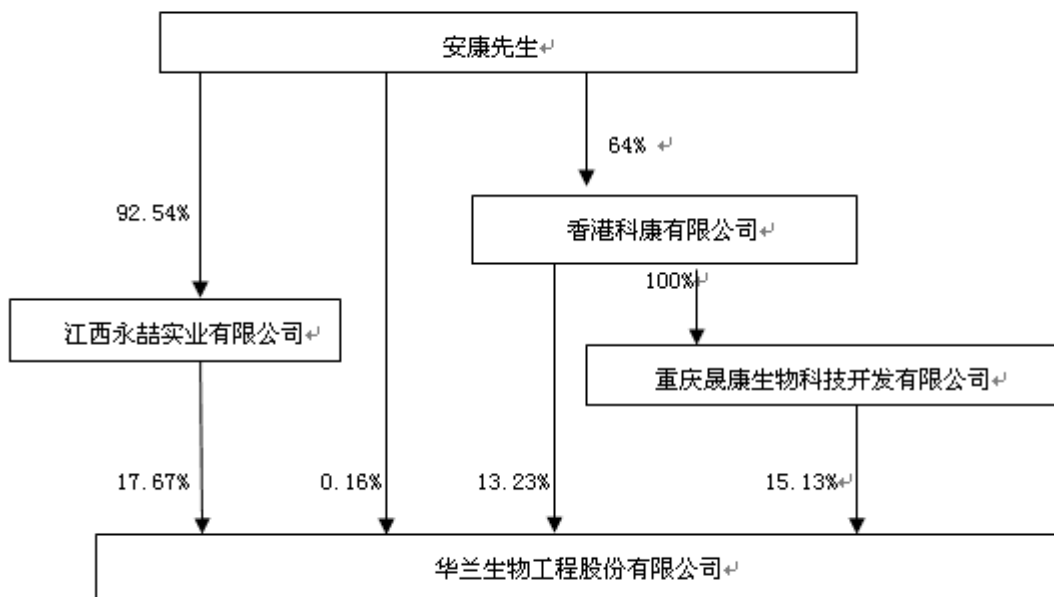 安康先生
64%
92.54%
香港科康有限公司
100%
江西永喆实业有限公司
重庆晟康生物科技开发有限公司
17.67%
0.16%
13.23%
15.13%
华兰生物工程股份有限公司